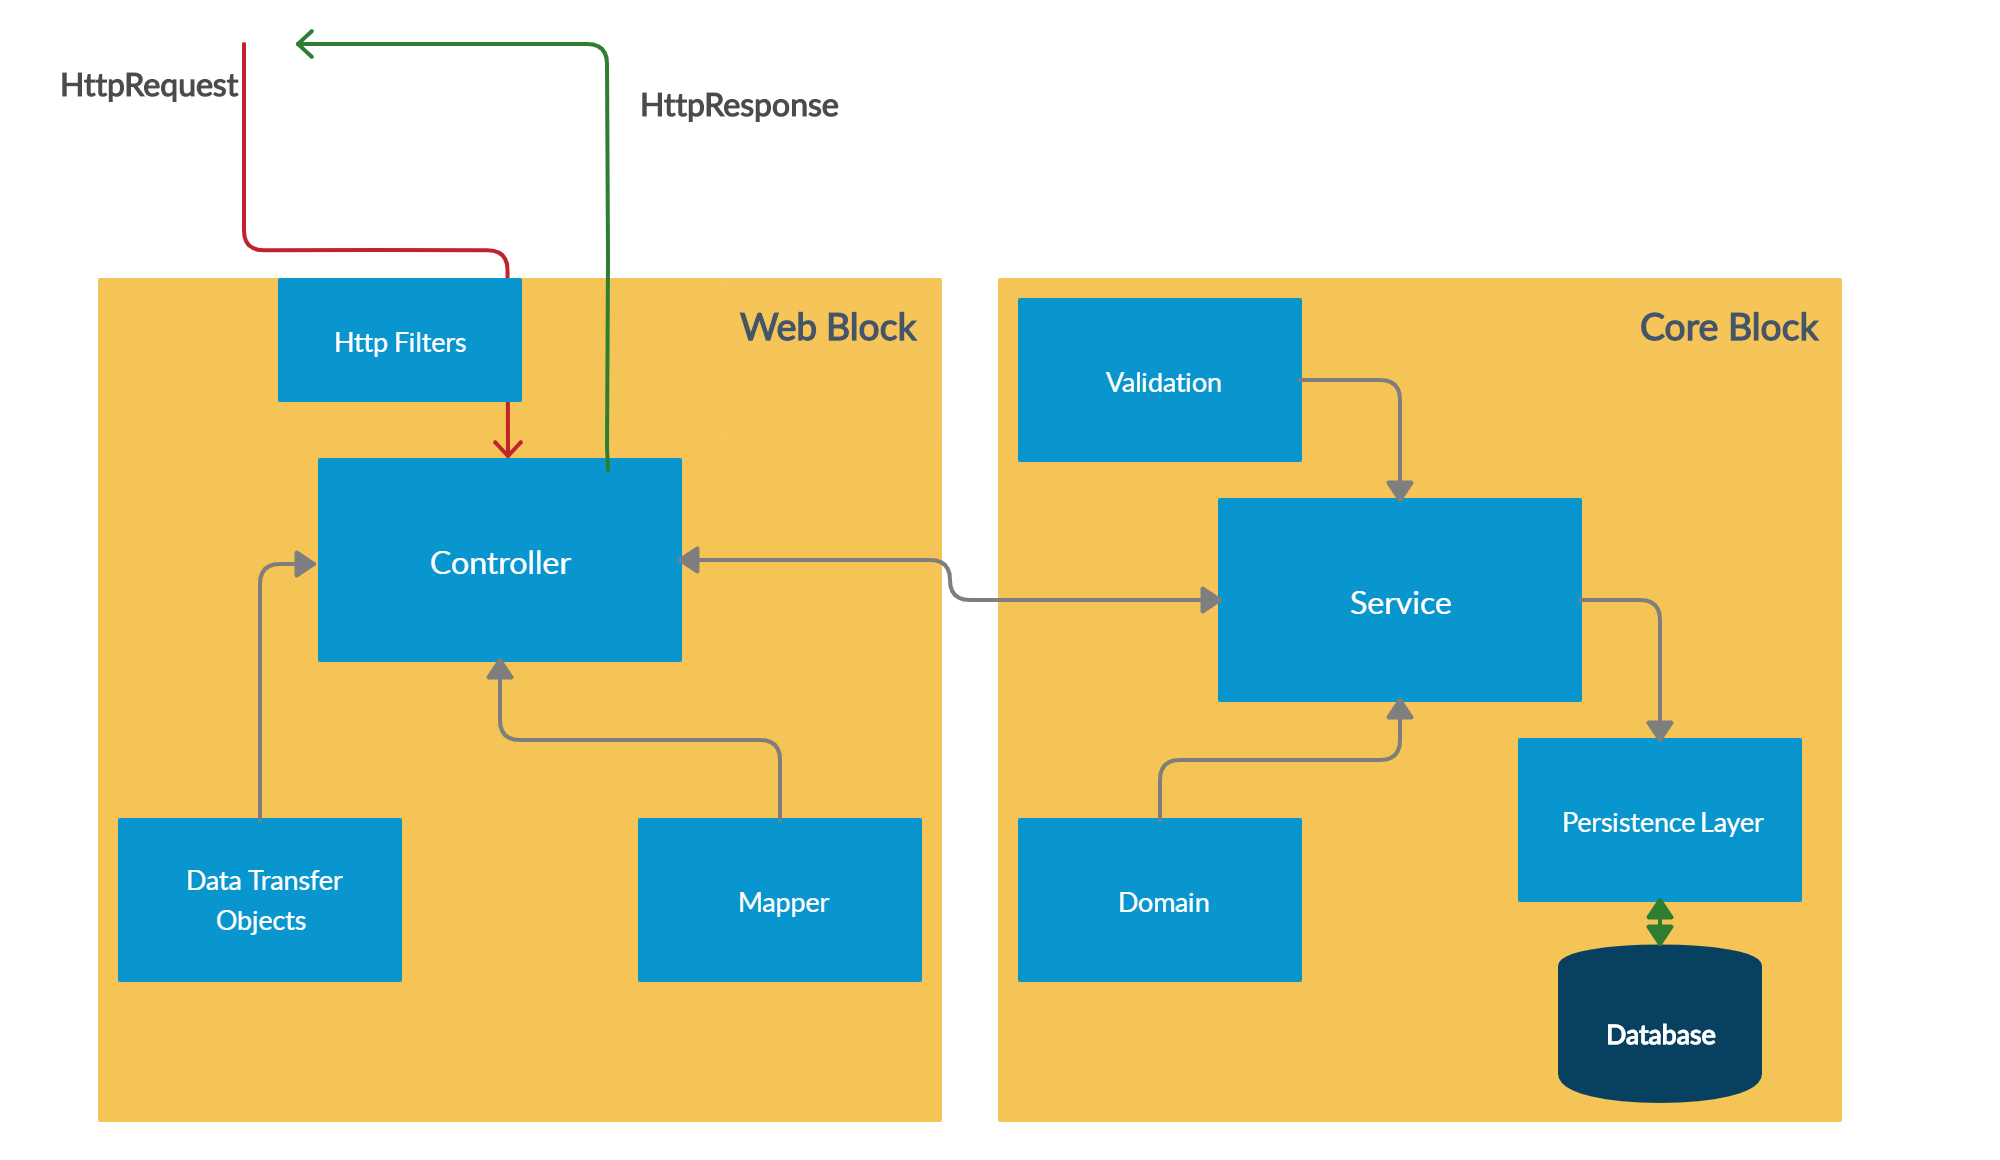 HttpRequest
HttpResponse
Http Filters
Web Block
Controller
Data Transfer
Objects
Mapper
Core Block
Validation
Service
Domain
Persistence Layer
Database